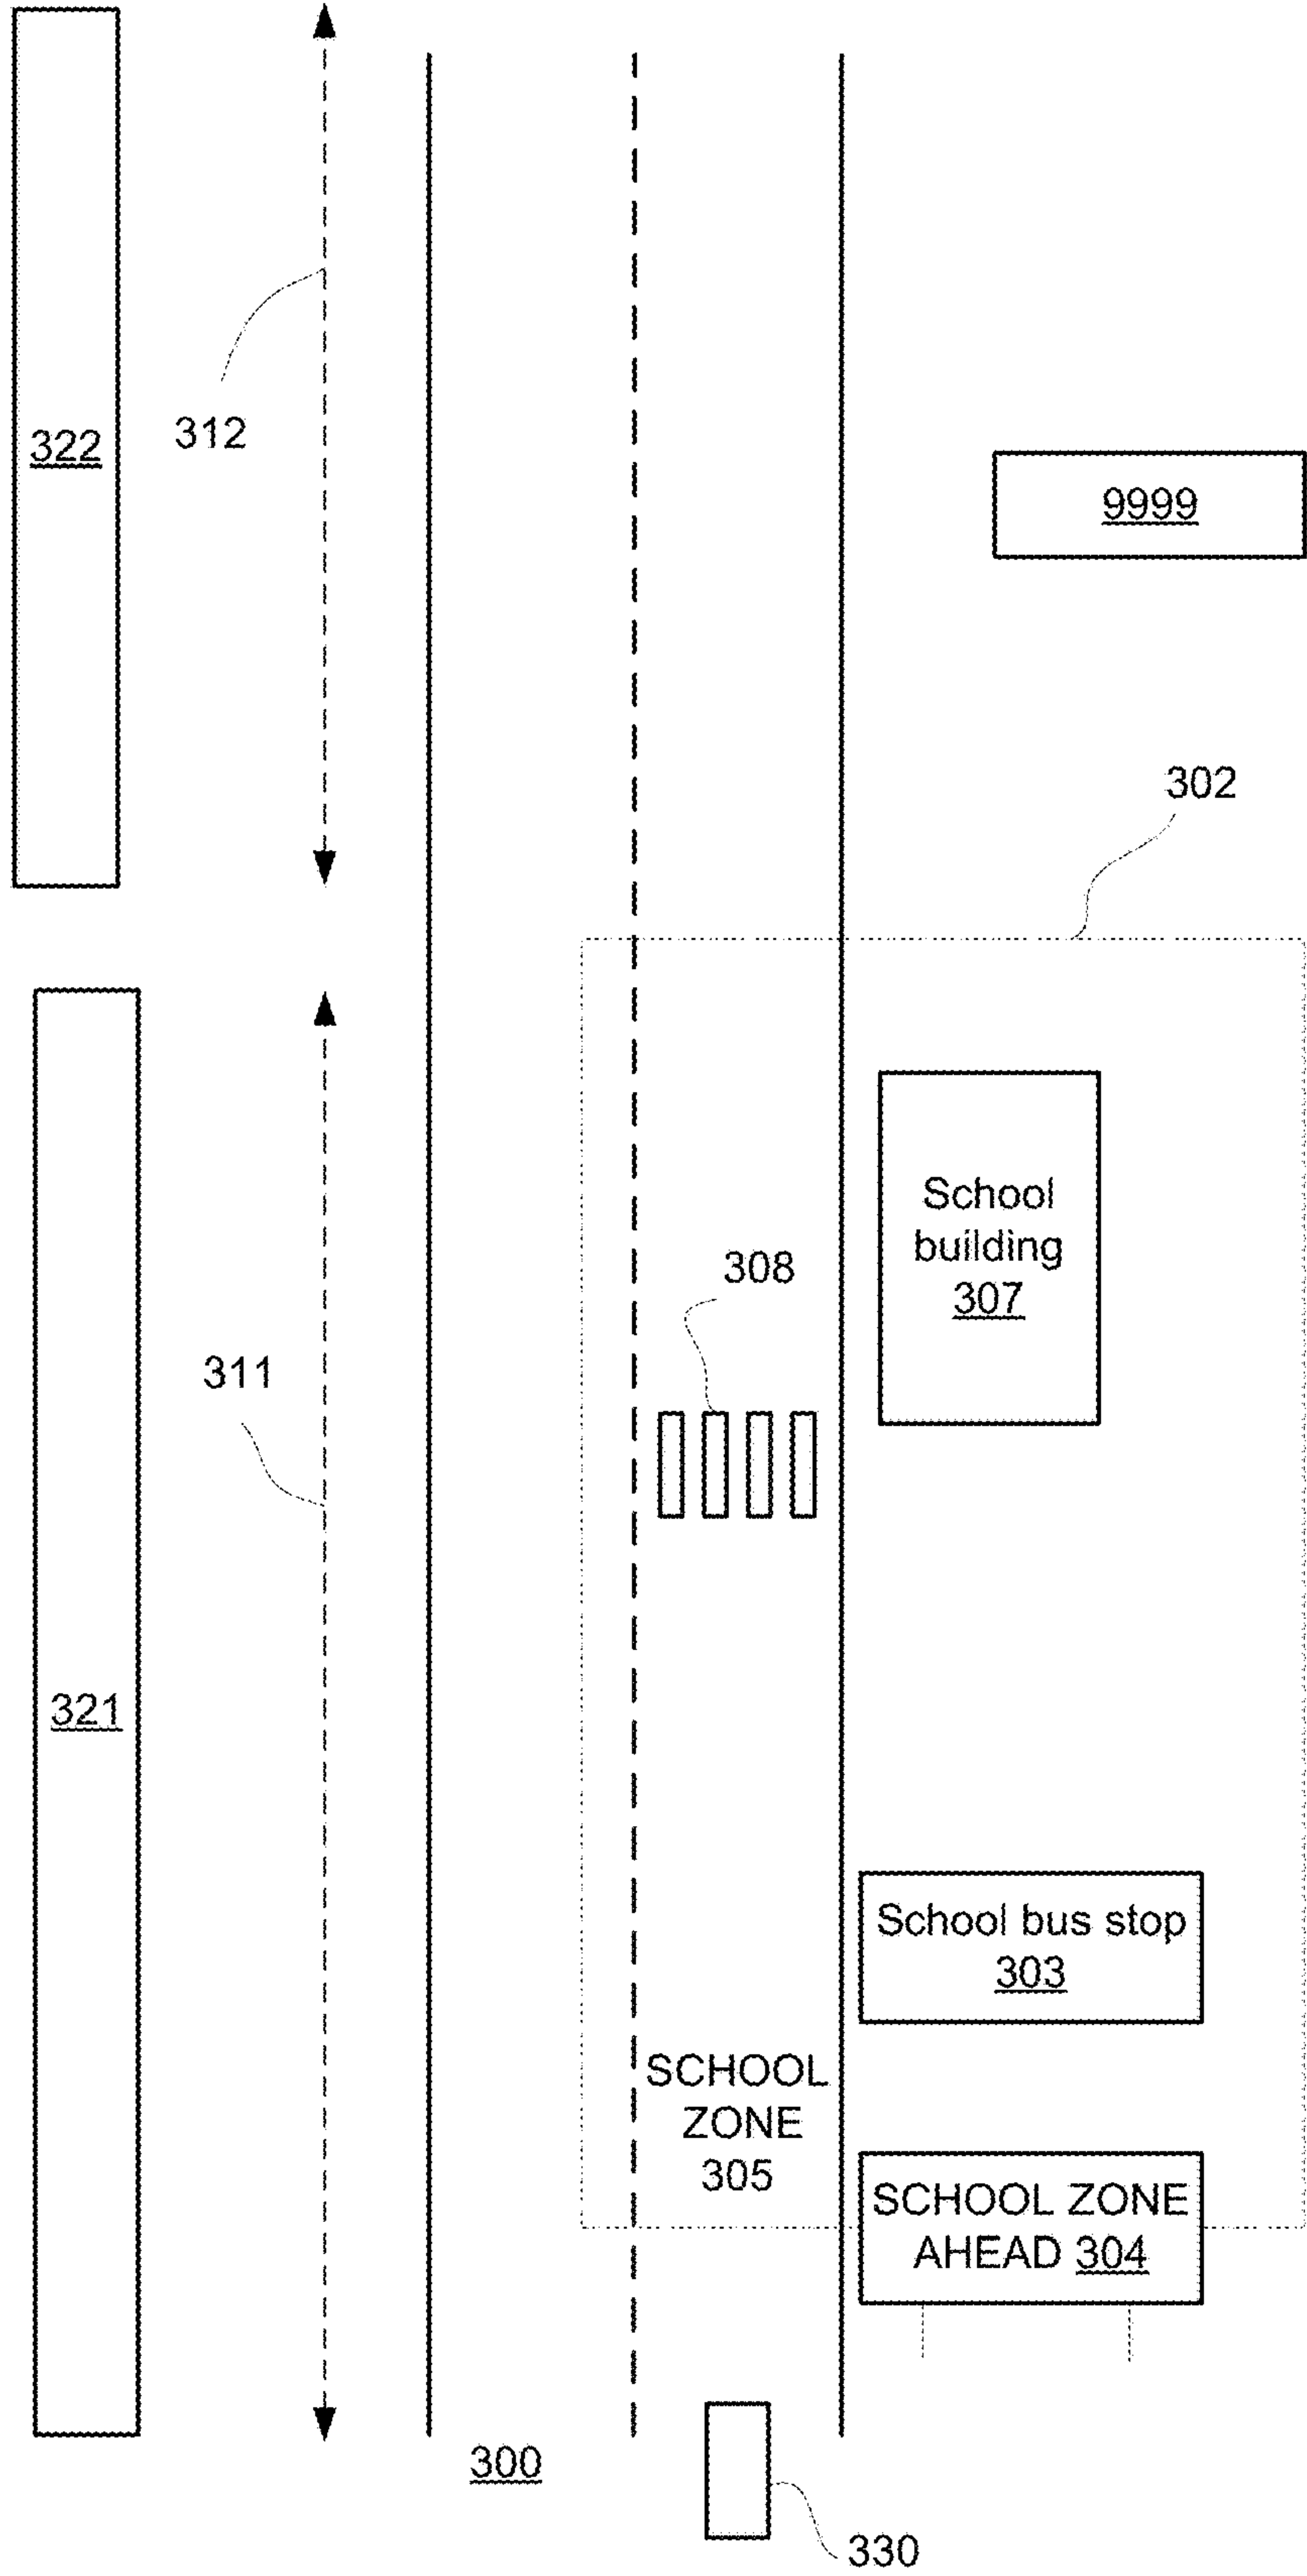 312
322
9999
302
School
building
307
308
311
321
School bus stop
303
SCHOOL
ZONE
305
SCHOOL ZONE
AHEAD 304
300
330